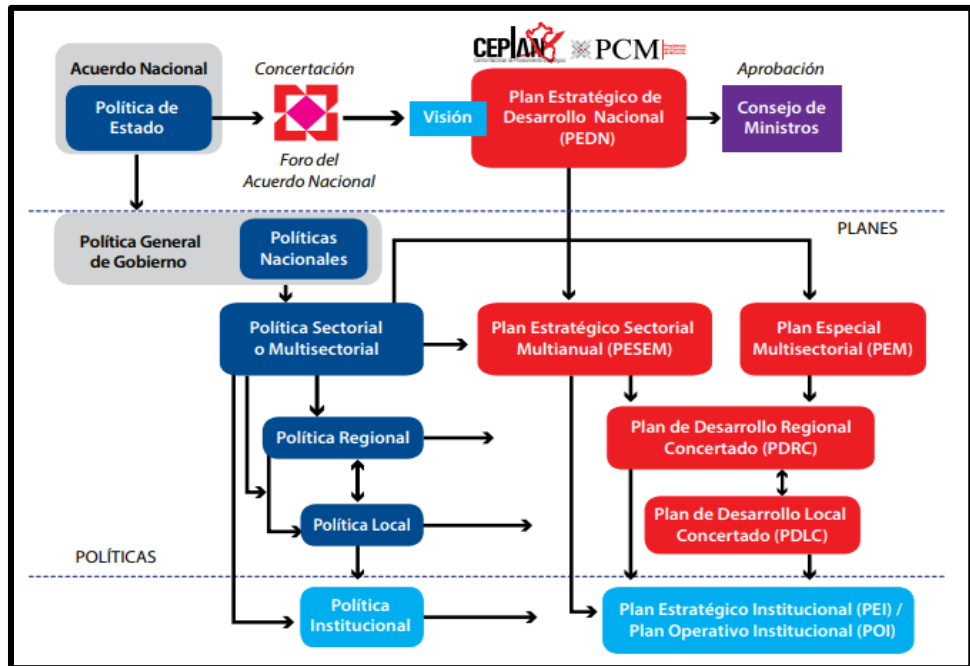 CEPLAN
PCM
Acuerdo Nacional
Política de
Estado
Concertación
Foro del
Acuerdo Nacional
Visión
Plan Estratégico de
Desarrollo Nacional
(PEDN)
Aprobación
Consejo de
Ministros
PLANES
Política General
de Gobierno
Políticas
Nacionales
Política Sectorial
o Multisectorial
Plan Estratégico Sectorial
Multianual (PESEM)
Plan Especial
Multisectorial (PEM)
Política Regional
Plan de Desarrollo Regional
Concertado (PDRC)
Política Local
Plan de Desarrollo Local
Concertado (PDLC)
POLÍTICAS
Política
Institucional
Plan Estratégico Institucional (PEI) /
Plan Operativo Institucional (POI)